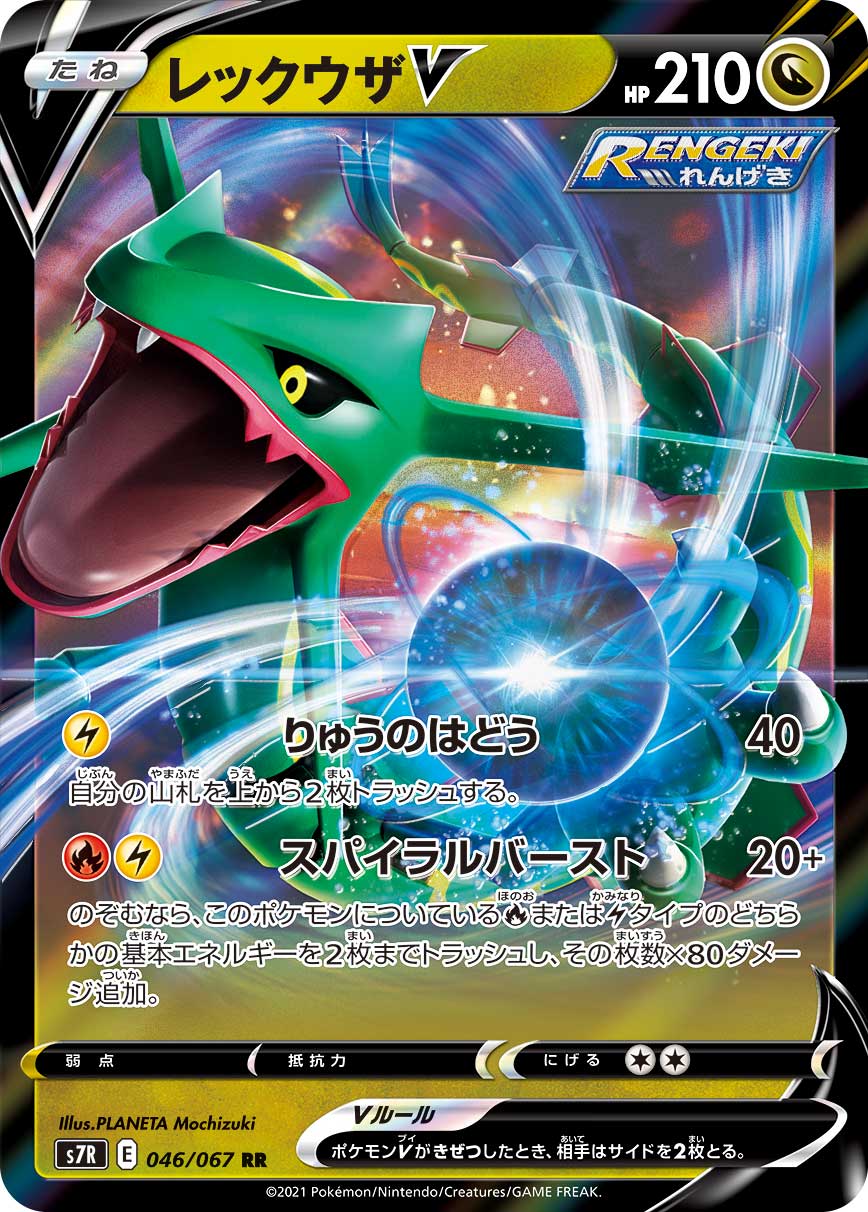 たね レックウザV HP210
RENGEKI
れんげき
りゅうのはどう 40
自分の山札を上から2枚トラッシュする。
スパイラルバースト 20+
のぞむなら、このポケモンについているまたはタイプのどちら
かの基本エネルギーを2枚までトラッシュし、その枚数×80ダメー
ジ追加。
弱点 抵抗力 にげる
Illus.PLANETA Mochizuki
Vルール
ポケモンVがきぜつしたとき、相手はサイドを2枚とる。
s7R E 046/067 RR
©2021 Pokémon/Nintendo/Creatures/GAME FREAK.